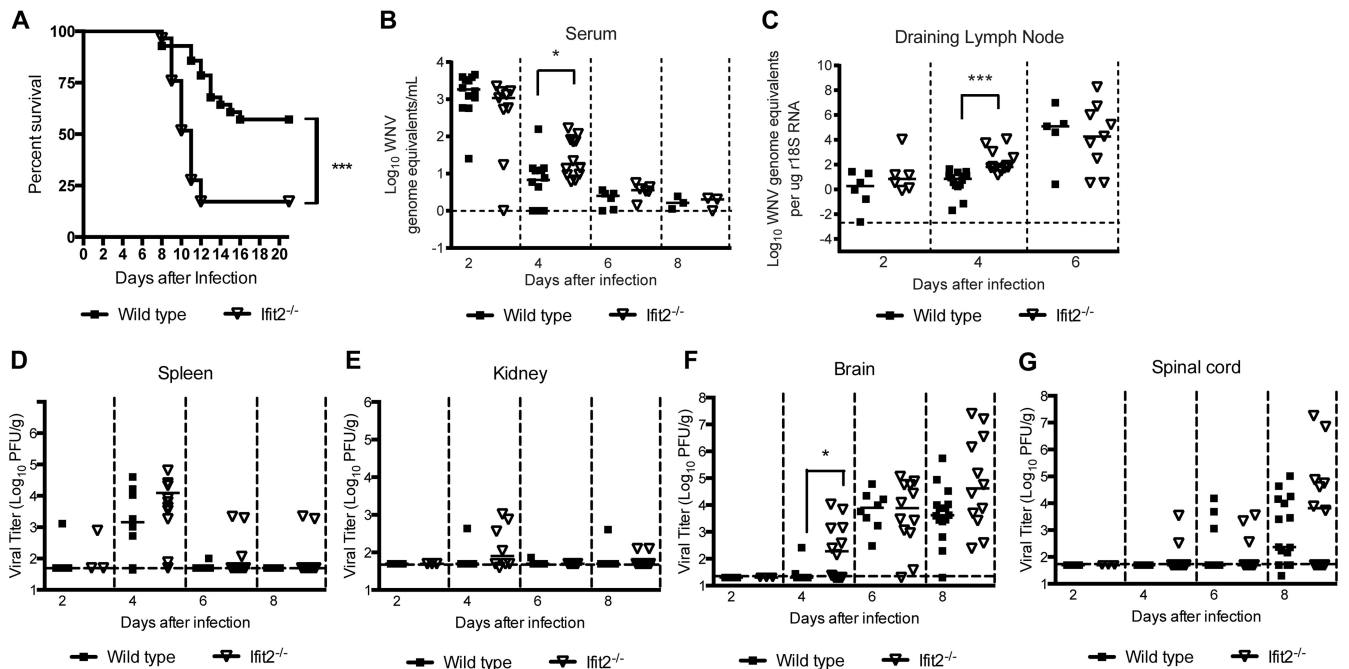 A
Percent survival
100
75
50
25
0
0 2 4 6 8 10 12 14 16 18 20
Days after Infection
***
Wild type Ifit2-/-
B
Serum
Log10 WNV
genome equivalents/mL
4
3
2
1
0
-1
*
2 4 6 8
Days after infection
Wild type Ifit2-/-
C
Draining Lymph Node
Log10 WNV genome equivalents
per ug r18S RNA
10
8
6
4
2
0
-2
-4
***
2 4 6
Days after infection
Wild type Ifit2-/-
D
Spleen
Viral Titer (Log10 PFU/g)
6
5
4
3
2
1
2 4 6 8
Days after infection
Wild type Ifit2-/-
E
Kidney
Viral Titer (Log10 PFU/g)
6
5
4
3
2
1
2 4 6 8
Days after infection
Wild type Ifit2-/-
F
Brain
Viral Titer (Log10 PFU/g)
8
7
6
5
4
3
2
1
*
2 4 6 8
Days after infection
Wild type Ifit2-/-
G
Spinal cord
Viral Titer (Log10 PFU/g)
8
7
6
5
4
3
2
1
2 4 6 8
Days after infection
Wild type Ifit2-/-